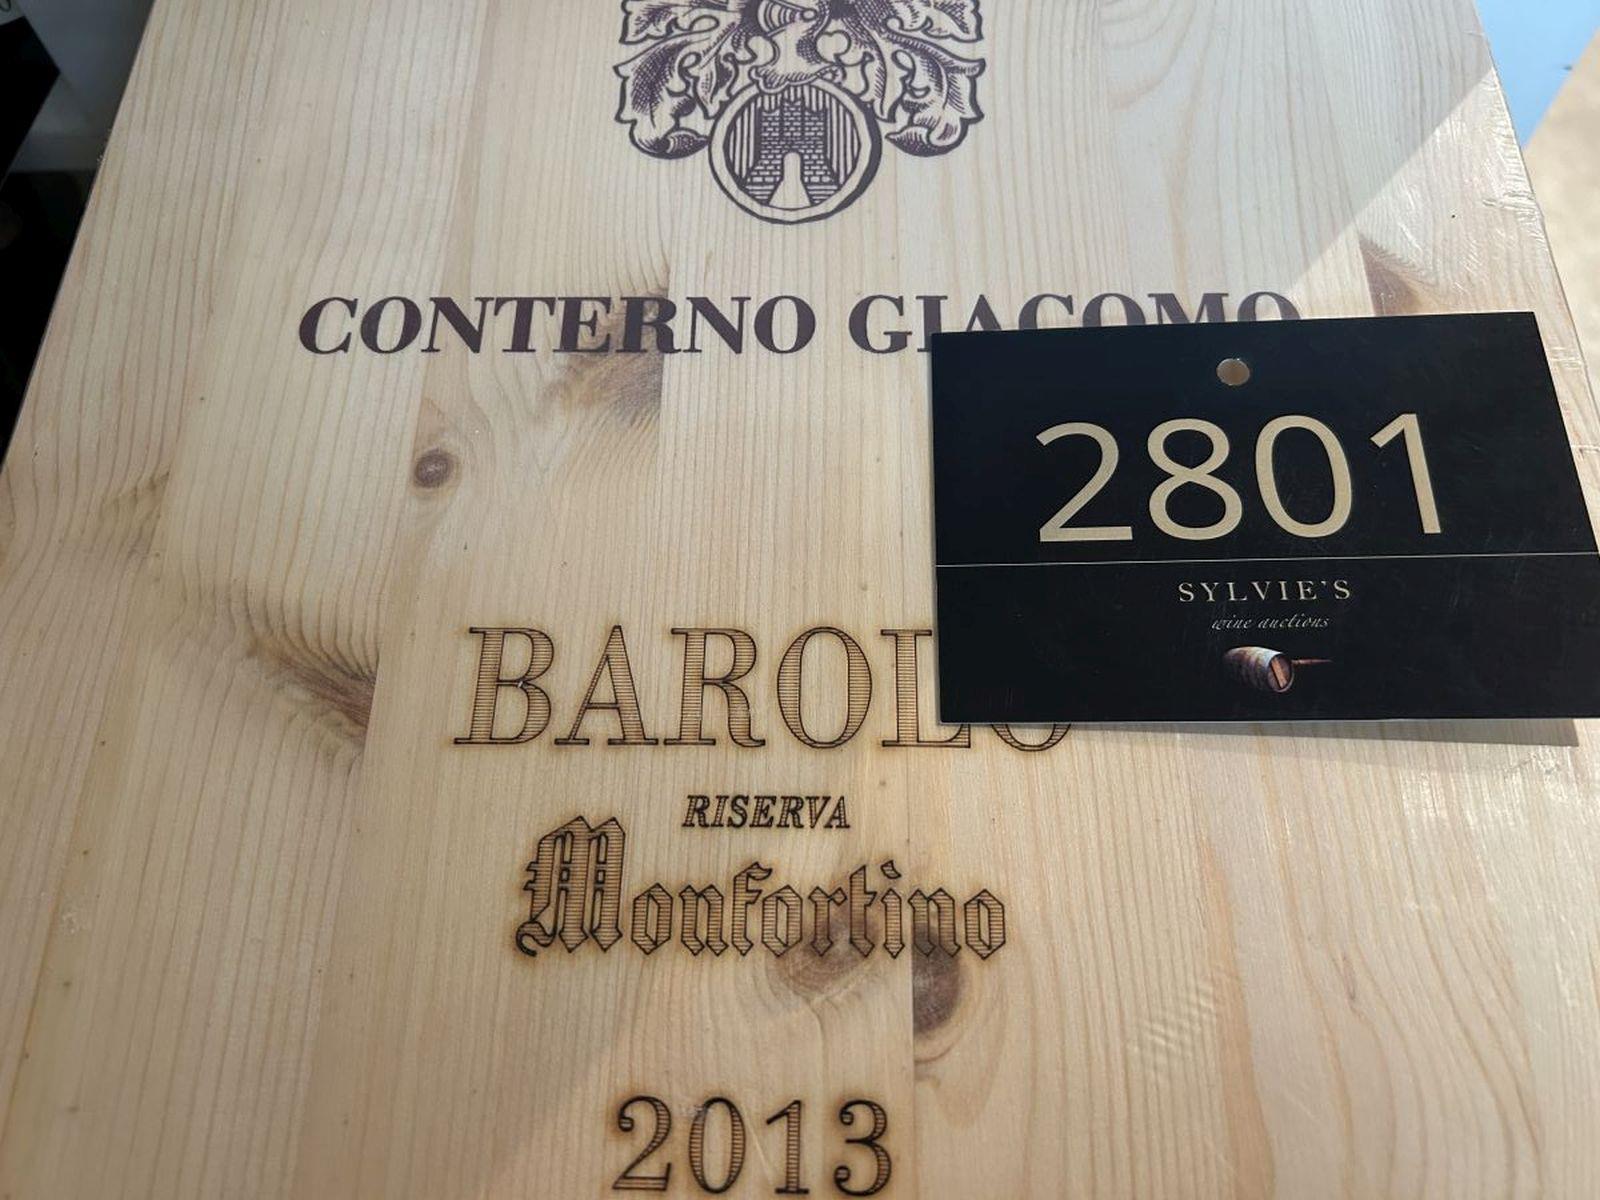 CONTERNO GIACOMO
2801
SYLVIE'S
wine auctions
BAROLO
RISERVA
Monfortino
2013